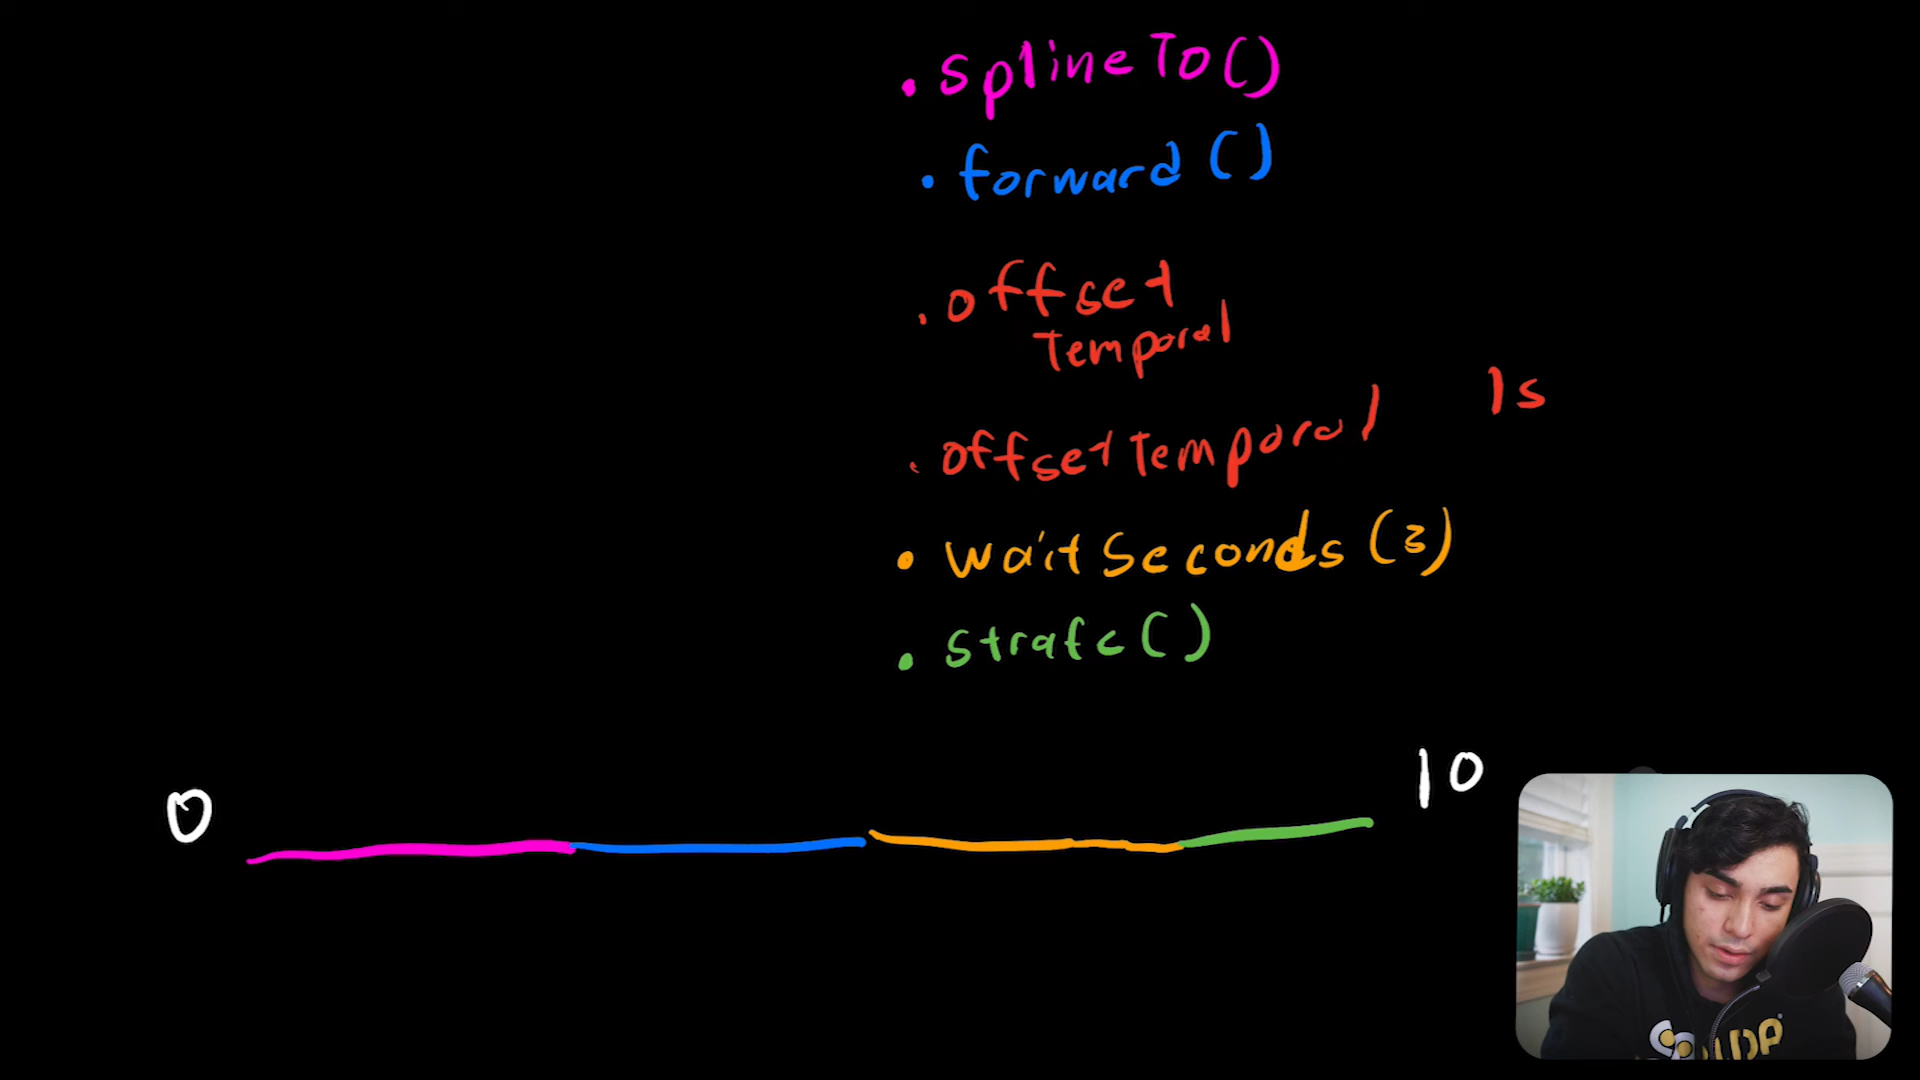 • splineTo()
• forward()
• offset
Temporal
• offsetTemporal 1s
• waitSeconds(3)
• strafe()
0 10